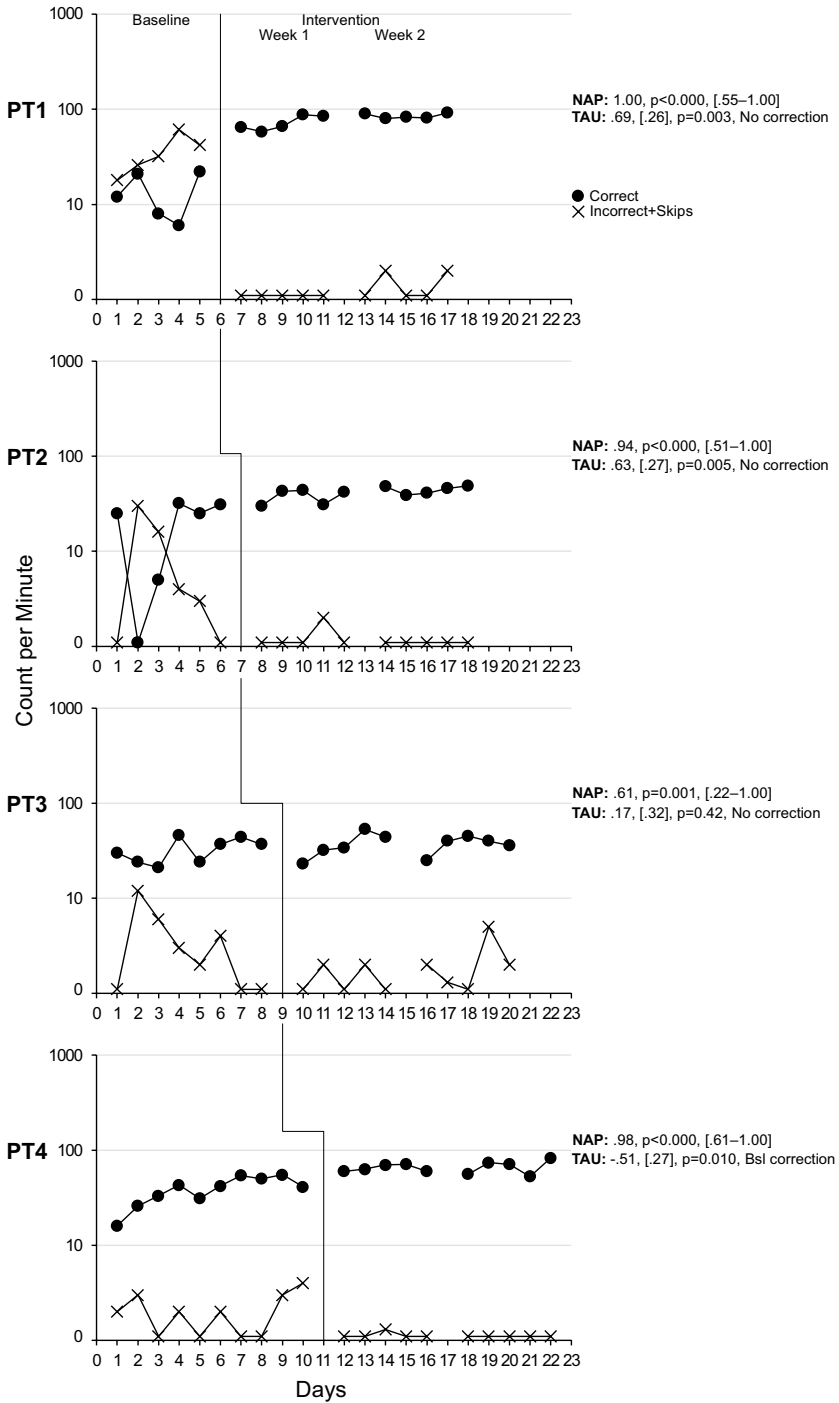 Baseline
Intervention
Week 1
Week 2
1000
100
10
0
PT1
NAP: 1.00, p<0.000, [.55–1.00]
TAU: .69, [.26], p=0.003, No correction
Correct
Incorrect+Skips
0 1 2 3 4 5 6 7 8 9 10 11 12 13 14 15 16 17 18 19 20 21 22 23
1000
100
10
0
PT2
NAP: .94, p<0.000, [.51–1.00]
TAU: .63, [.27], p=0.005, No correction
0 1 2 3 4 5 6 7 8 9 10 11 12 13 14 15 16 17 18 19 20 21 22 23
Count per Minute
1000
100
10
0
PT3
NAP: .61, p=0.001, [.22–1.00]
TAU: .17, [.32], p=0.42, No correction
0 1 2 3 4 5 6 7 8 9 10 11 12 13 14 15 16 17 18 19 20 21 22 23
1000
100
10
0
PT4
NAP: .98, p<0.000, [.61–1.00]
TAU: -.51, [.27], p=0.010, Bsl correction
0 1 2 3 4 5 6 7 8 9 10 11 12 13 14 15 16 17 18 19 20 21 22 23
Days